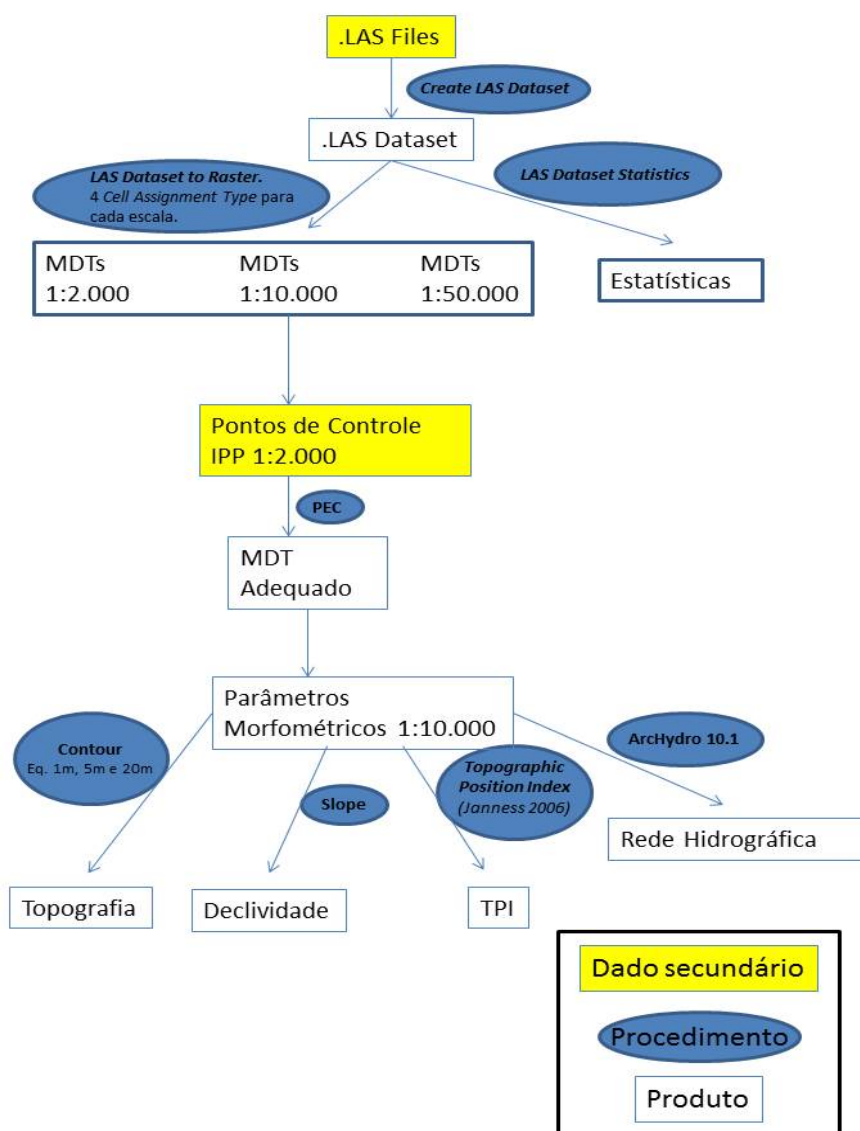 .LAS Files
Create LAS Dataset
.LAS Dataset
LAS Dataset to Raster.
4 Cell Assignment Type para
cada escala.
LAS Dataset Statistics
MDTs MDTs MDTs
1:2.000 1:10.000 1:50.000
Estatísticas
Pontos de Controle
IPP 1:2.000
PEC
MDT
Adequado
Parâmetros
Morfométricos 1:10.000
Contour
Eq. 1m, 5m e 20m
Slope
Topographic
Position Index
(Janness 2006)
ArcHydro 10.1
Rede Hidrográfica
Topografia
Declividade
TPI
Dado secundário
Procedimento
Produto